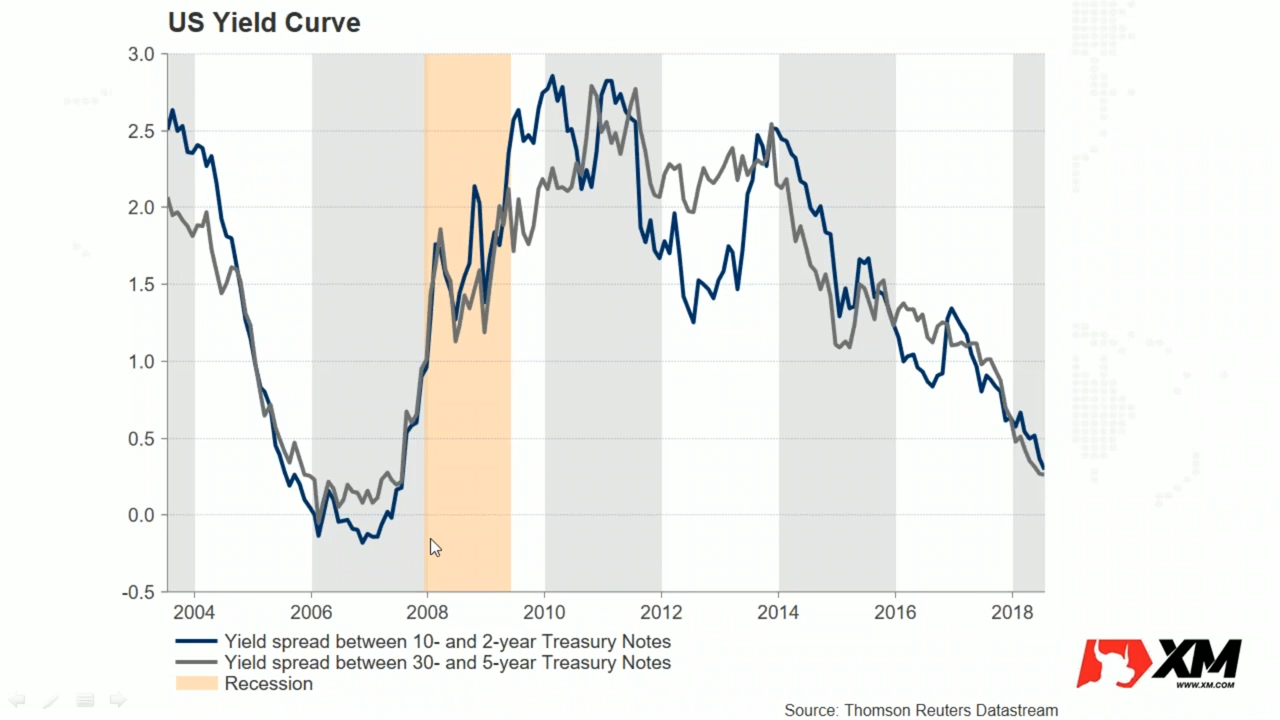 US Yield Curve
3.0
2.5
2.0
1.5
1.0
0.5
0.0
-0.5
2004 2006 2008 2010 2012 2014 2016 2018
Yield spread between 10- and 2-year Treasury Notes
Yield spread between 30- and 5-year Treasury Notes
Recession
XM
WWW.XM.COM
Source: Thomson Reuters Datastream